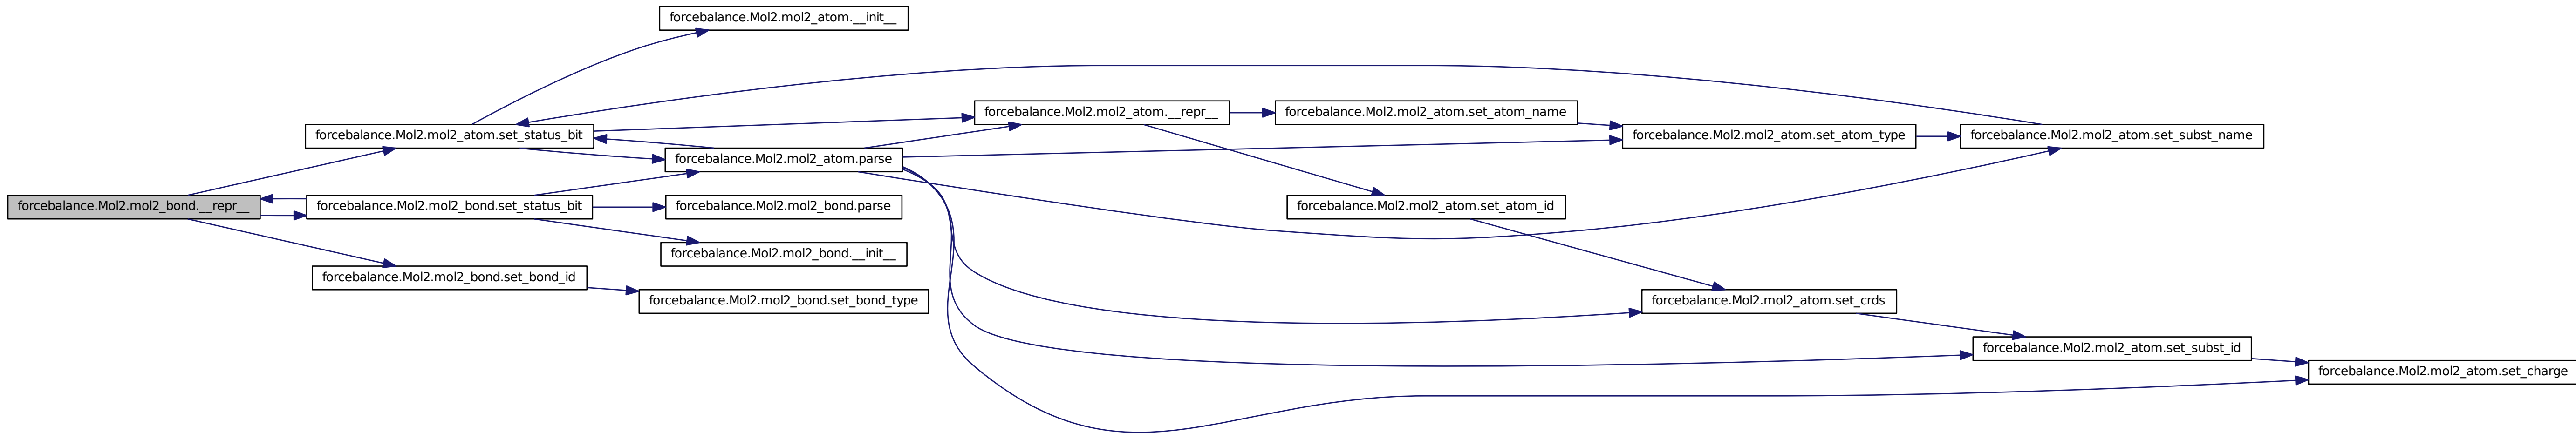 forcebalance.Mol2.mol2_atom.__init__
forcebalance.Mol2.mol2_atom.__repr__
forcebalance.Mol2.mol2_atom.set_atom_name
forcebalance.Mol2.mol2_atom.set_status_bit
forcebalance.Mol2.mol2_atom.set_atom_type
forcebalance.Mol2.mol2_atom.set_subst_name
forcebalance.Mol2.mol2_atom.parse
forcebalance.Mol2.mol2_bond.__repr__
forcebalance.Mol2.mol2_bond.set_status_bit
forcebalance.Mol2.mol2_bond.parse
forcebalance.Mol2.mol2_atom.set_atom_id
forcebalance.Mol2.mol2_bond.__init__
forcebalance.Mol2.mol2_bond.set_bond_id
forcebalance.Mol2.mol2_bond.set_bond_type
forcebalance.Mol2.mol2_atom.set_crds
forcebalance.Mol2.mol2_atom.set_subst_id
forcebalance.Mol2.mol2_atom.set_charge